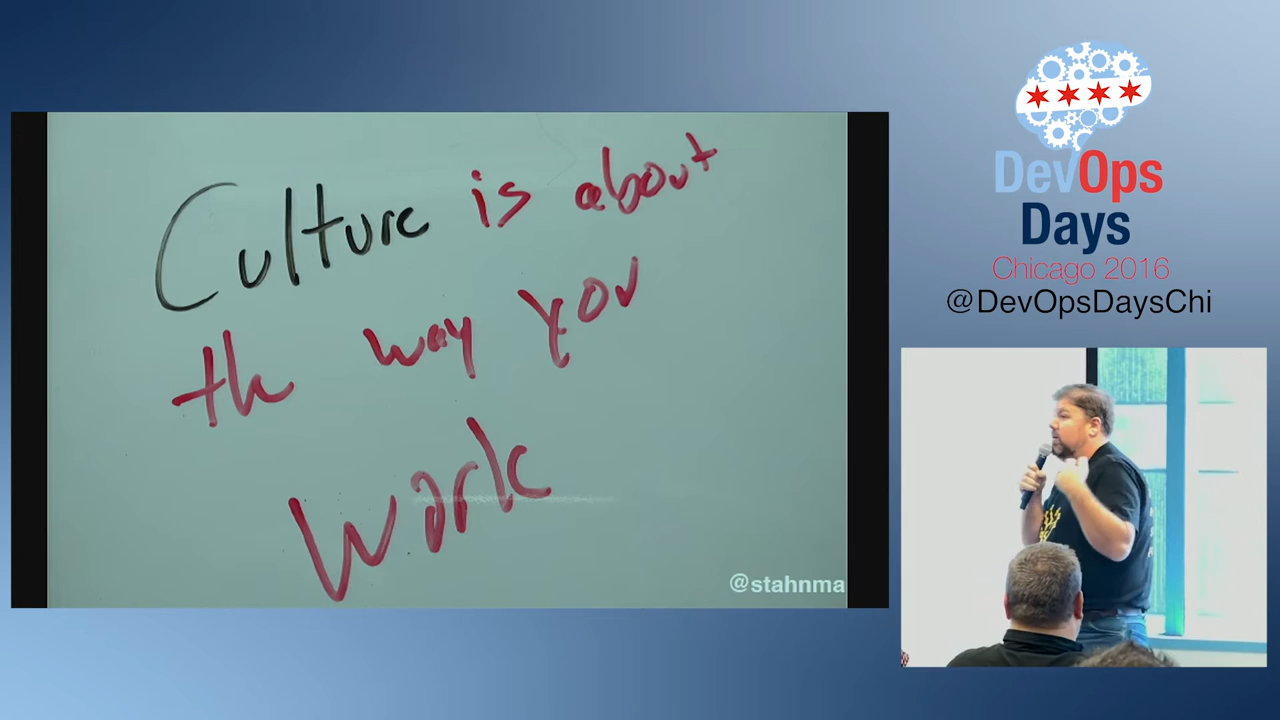 Culture is about
the way you
work
@stahnma
DevOps
Days
Chicago 2016
@DevOpsDaysChi